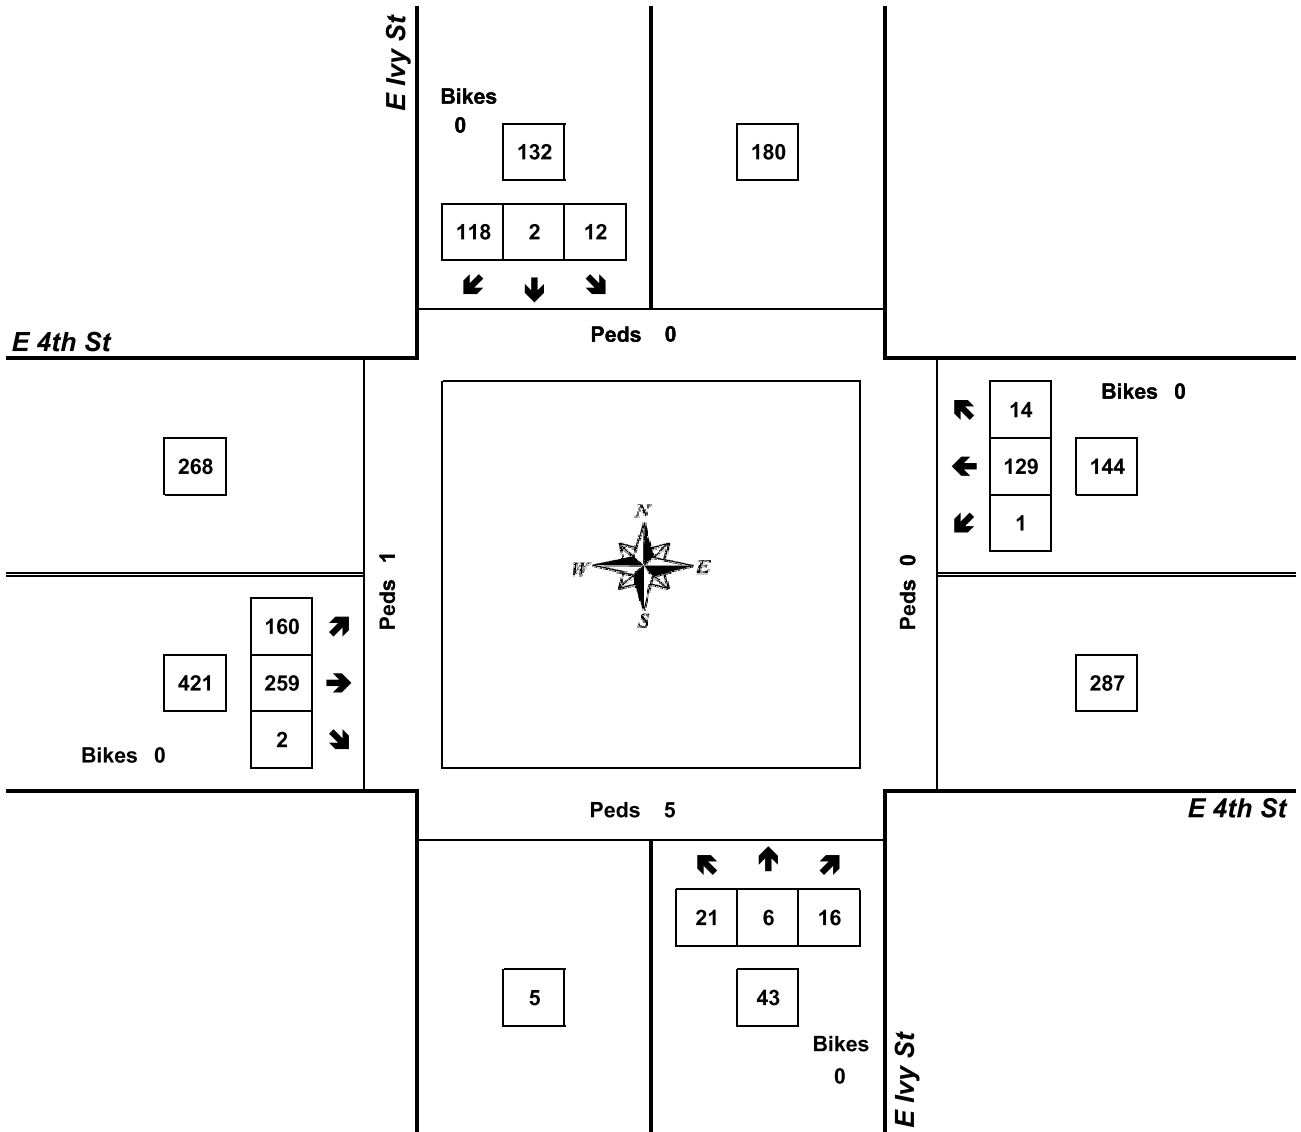 E Ivy St
Bikes
0
132
180
118 2 12
Peds 0
E 4th St
14
Bikes 0
268
129
144
1
N
W E
S
Peds 1
Peds 0
160
421
259
287
2
Bikes 0
Peds 5
E 4th St
21 6 16
5
43
Bikes
0
E Ivy St